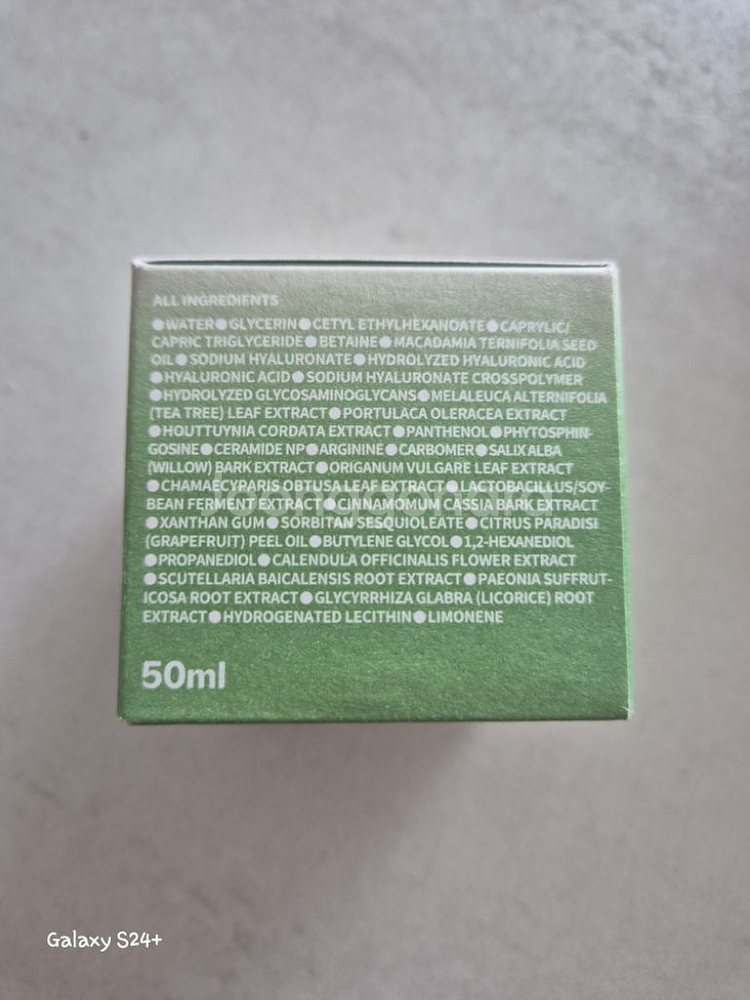 ALL INGREDIENTS
●WATER●GLYCERIN●CETYL ETHYLHEXANOATE●CAPRYLIC/
CAPRIC TRIGLYCERIDE●BETAINE●MACADAMIA TERNIFOLIA SEED
OIL●SODIUM HYALURONATE●HYDROLYZED HYALURONIC ACID
●HYALURONIC ACID●SODIUM HYALURONATE CROSSPOLYMER
●HYDROLYZED GLYCOSAMINOGLYCANS●MELALEUCA ALTERNIFOLIA
(TEA TREE) LEAF EXTRACT●PORTULACA OLERACEA EXTRACT
●HOUTTUYNIA CORDATA EXTRACT●PANTHENOL●PHYTOSPHIN-
GOSINE●CERAMIDE NP●ARGININE●CARBOMER●SALIX ALBA
(WILLOW) BARK EXTRACT●ORIGANUM VULGARE LEAF EXTRACT
●CHAMAECYPARIS OBTUSA LEAF EXTRACT●LACTOBACILLUS/SOY-
BEAN FERMENT EXTRACT●CINNAMOMUM CASSIA BARK EXTRACT
●XANTHAN GUM●SORBITAN SESQUIOLEATE●CITRUS PARADISI
(GRAPEFRUIT) PEEL OIL●BUTYLENE GLYCOL●1,2-HEXANEDIOL
●PROPANEDIOL●CALENDULA OFFICINALIS FLOWER EXTRACT
●SCUTELLARIA BAICALENSIS ROOT EXTRACT●PAEONIA SUFFRUT-
ICOSA ROOT EXTRACT●GLYCYRRHIZA GLABRA (LICORICE) ROOT
EXTRACT●HYDROGENATED LECITHIN●LIMONENE
50ml
Galaxy S24+